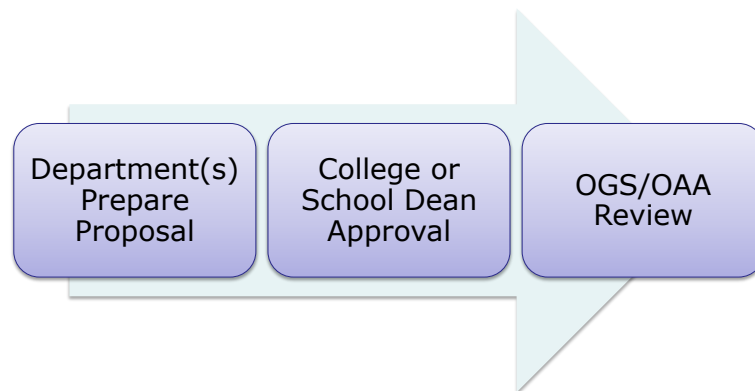 Department(s)
Prepare
Proposal
College or
School Dean
Approval
OGS/OAA
Review